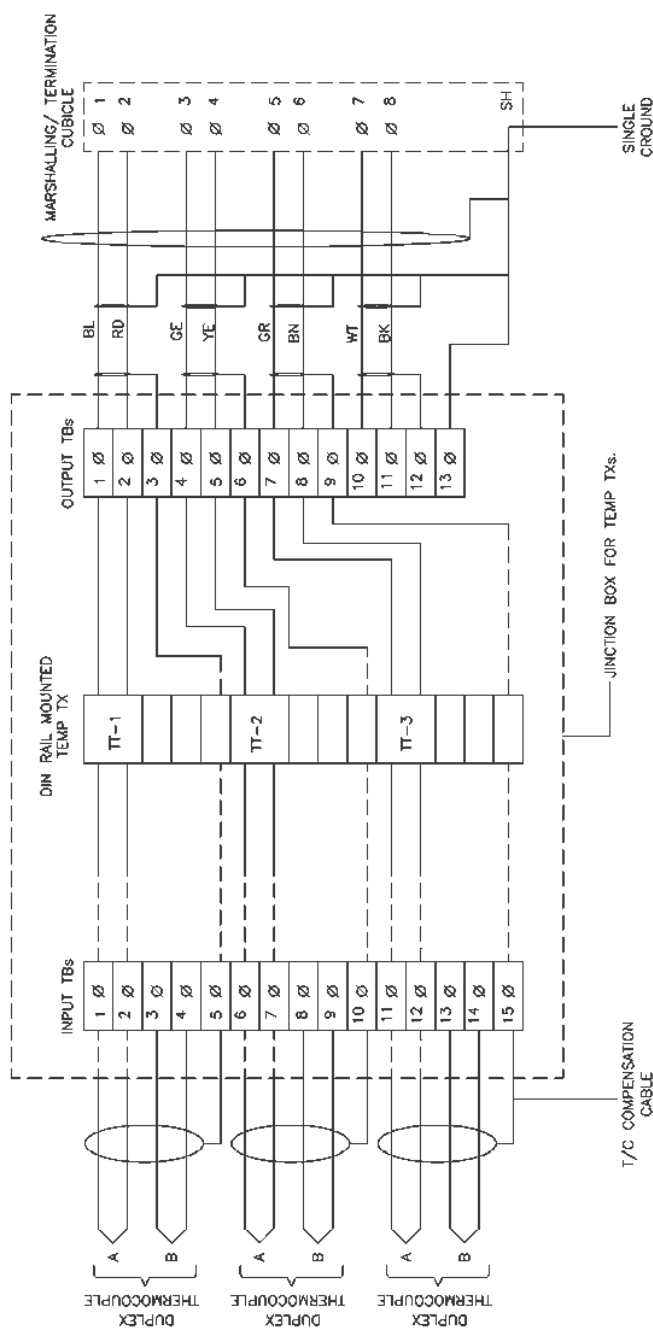 MARSHALLING/ TERMINATION
CUBICLE
1
2
3
4
5
6
7
8
SH
SINGLE
CROUND
BL
RD
GE
YE
GR
BN
WT
BK
OUTPUT TBs
1 Ø
2 Ø
3 Ø
4 Ø
5 Ø
6 Ø
7 Ø
8 Ø
9 Ø
10 Ø
11 Ø
12 Ø
13 Ø
DIN RAIL MOUNTED
TEMP TX
TT-1
TT-2
TT-3
JINCTION BOX FOR TEMP TXs.
INPUT TBs
1 Ø
2 Ø
3 Ø
4 Ø
5 Ø
6 Ø
7 Ø
8 Ø
9 Ø
10 Ø
11 Ø
12 Ø
13 Ø
14 Ø
15 Ø
T/C COMPENSATION
CABLE
A
B
A
B
A
B
DUPLEX
THERMOCOUPLE
DUPLEX
THERMOCOUPLE
DUPLEX
THERMOCOUPLE